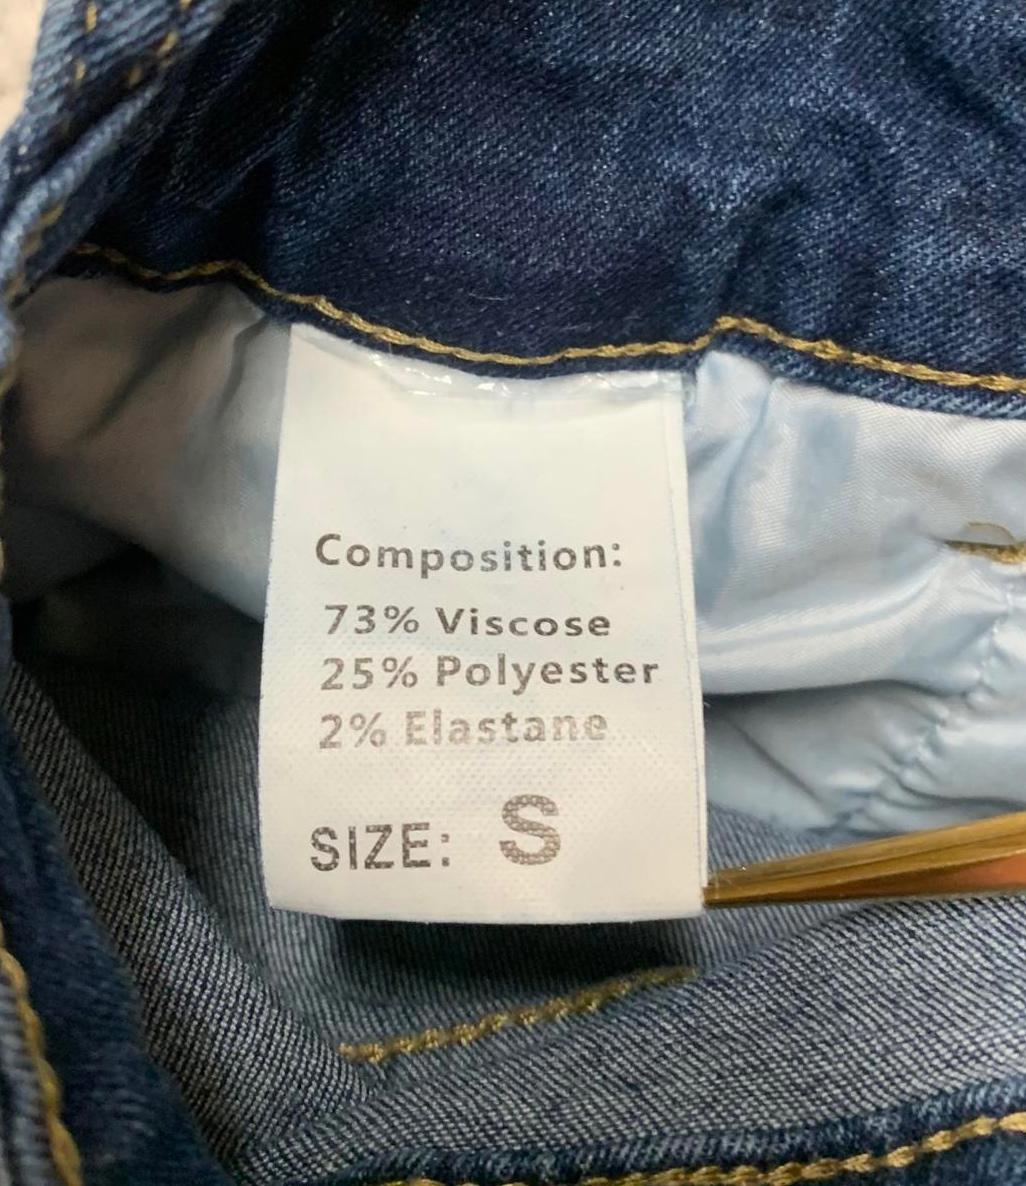 Composition:
73% Viscose
25% Polyester
2% Elastane
SIZE: S